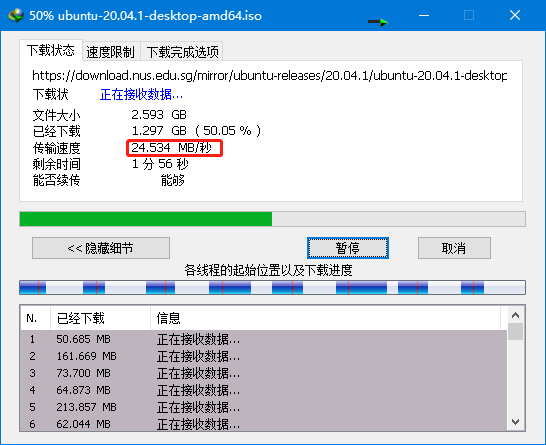 50% ubuntu-20.04.1-desktop-amd64.iso
下载状态 速度限制 下载完成选项
https://download.nus.edu.sg/mirror/ubuntu-releases/20.04.1/ubuntu-20.04.1-desktop
下载状 正在接收数据...
文件大小 2.593 GB
已经下载 1.297 GB ( 50.05 % )
传输速度 24.534 MB/秒
剩余时间 1 分 56 秒
能否续传 能够
<< 隐藏细节 暂停 取消
各线程的起始位置以及下载进度
N. 已经下载 信息
1 50.685 MB 正在接收数据...
2 161.669 MB 正在接收数据...
3 73.700 MB 正在接收数据...
4 64.873 MB 正在接收数据...
5 213.857 MB 正在接收数据...
6 62.044 MB 正在接收数据...